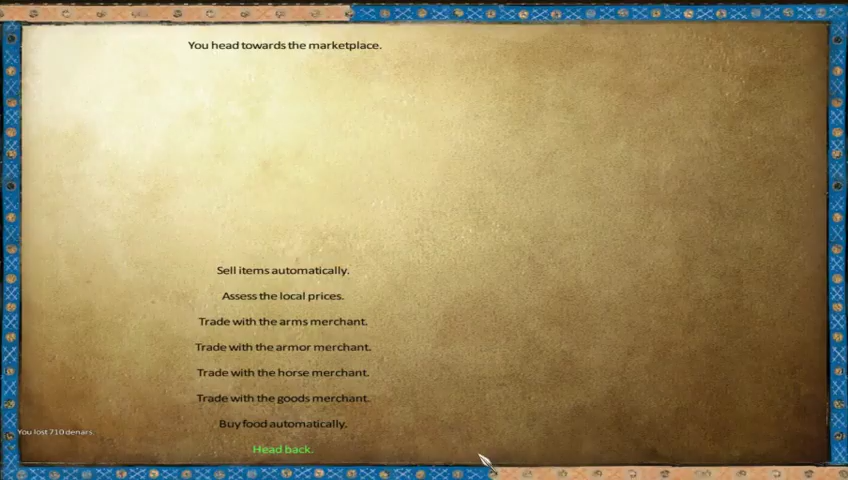 You head towards the marketplace.
Sell items automatically.
Assess the local prices.
Trade with the arms merchant.
Trade with the armor merchant.
Trade with the horse merchant.
Trade with the goods merchant.
Buy food automatically.
You lost 710 denars.
Head back.